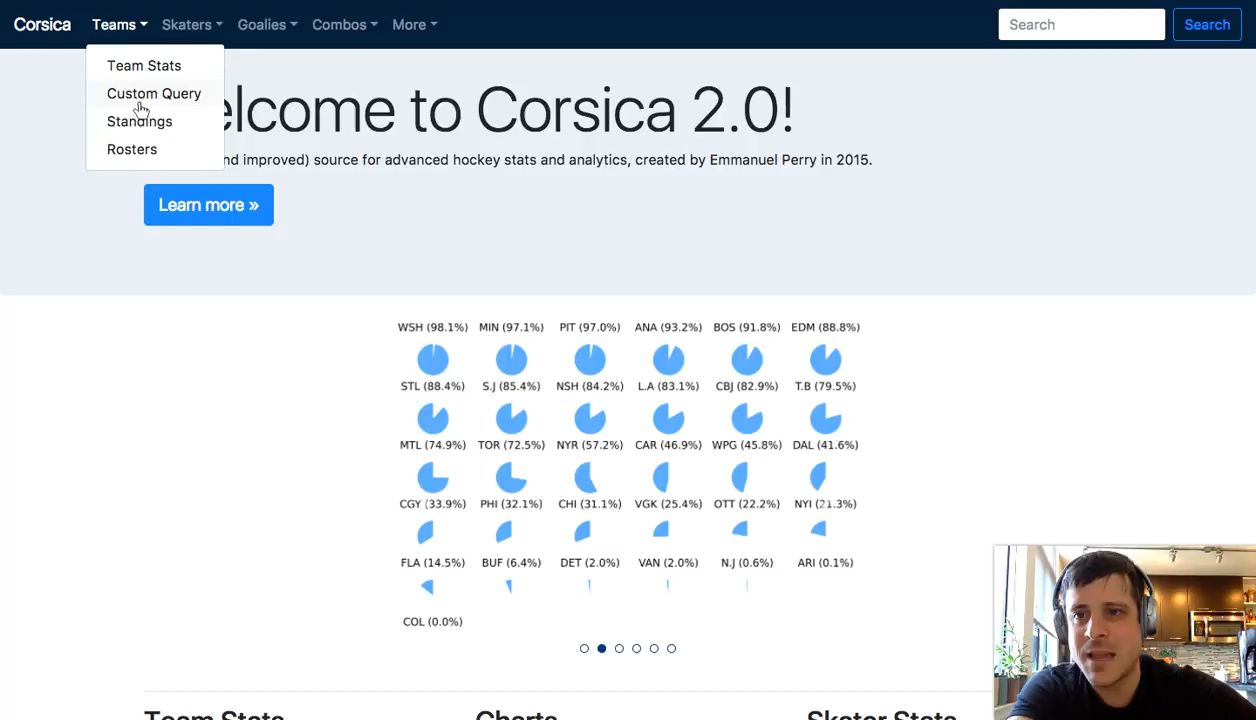 Corsica Teams Skaters Goalies Combos More Search Search
Team Stats
Custom Query
Standings
Rosters
elcome to Corsica 2.0!
nd improved) source for advanced hockey stats and analytics, created by Emmanuel Perry in 2015.
Learn more »
WSH (98.1%) MIN (97.1%) PIT (97.0%) ANA (93.2%) BOS (91.8%) EDM (88.8%)
STL (88.4%) S.J (85.4%) NSH (84.2%) L.A (83.1%) CBJ (82.9%) T.B (79.5%)
MTL (74.9%) TOR (72.5%) NYR (57.2%) CAR (46.9%) WPG (45.8%) DAL (41.6%)
CGY (33.9%) PHI (32.1%) CHI (31.1%) VGK (25.4%) OTT (22.2%) NYI (21.3%)
FLA (14.5%) BUF (6.4%) DET (2.0%) VAN (2.0%) N.J (0.6%) ARI (0.1%)
COL (0.0%)
Team Stats Charts Skater Stats